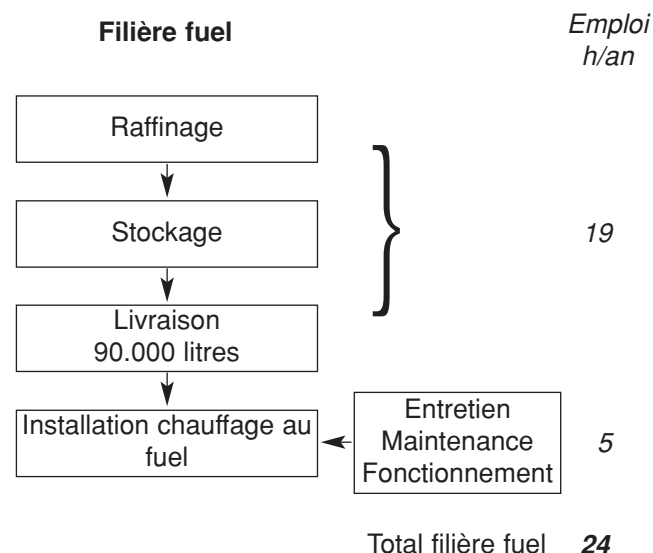 Filière fuel
Emploi
h/an
Raffinage
Stockage
19
Livraison
90.000 litres
Installation chauffage au
fuel
Entretien
Maintenance
Fonctionnement
5
Total filière fuel 24